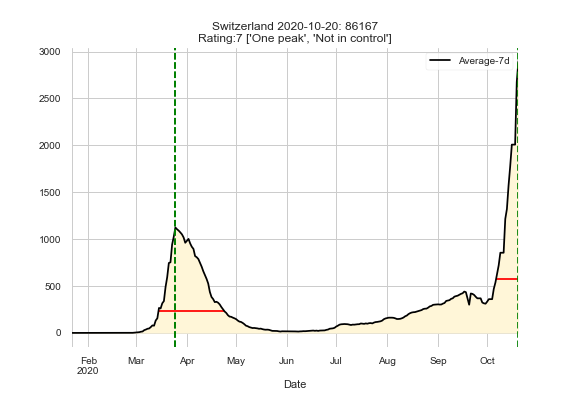 Switzerland 2020-10-20: 86167
Rating:7 ['One peak', 'Not in control']
3000
2500
2000
1500
1000
500
0
Average-7d
Feb
2020
Mar
Apr
May
Jun
Jul
Aug
Sep
Oct
Date